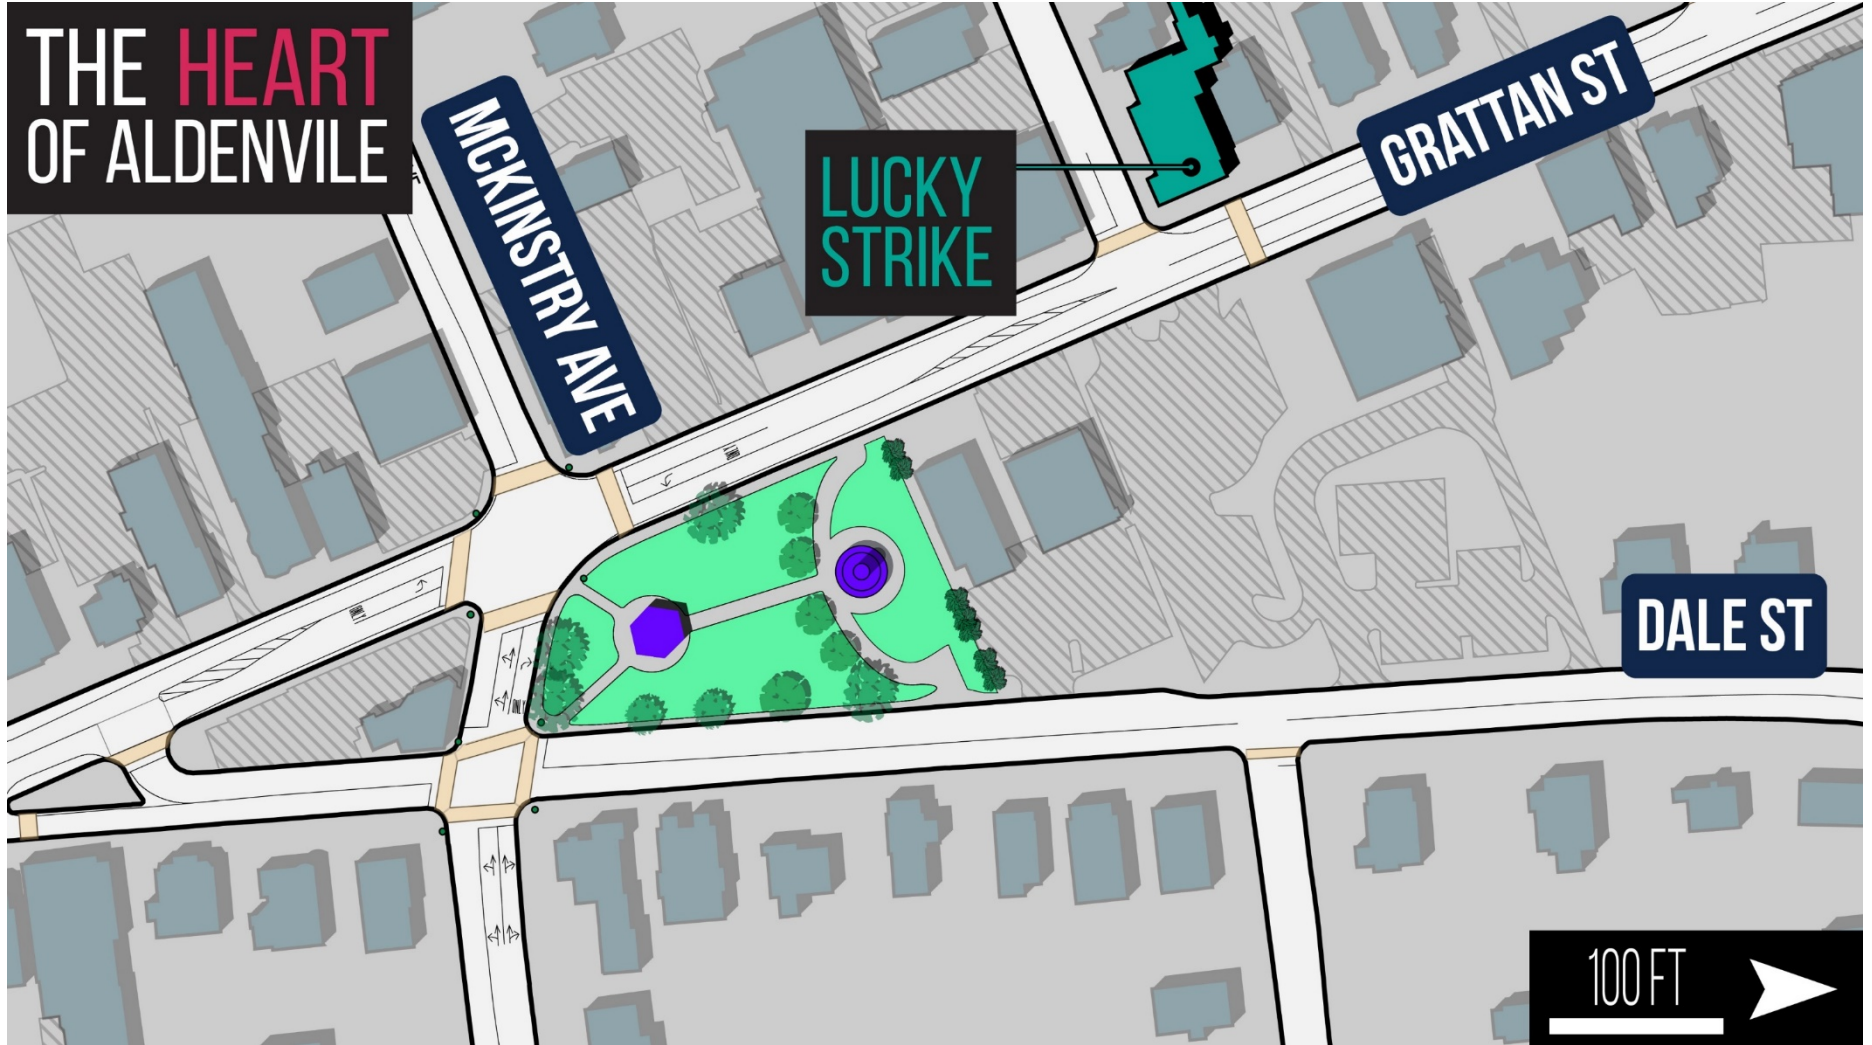 THE HEART
OF ALDENVILE
MCKINSTRY AVE
LUCKY
STRIKE
GRATTAN ST
DALE ST
100 FT